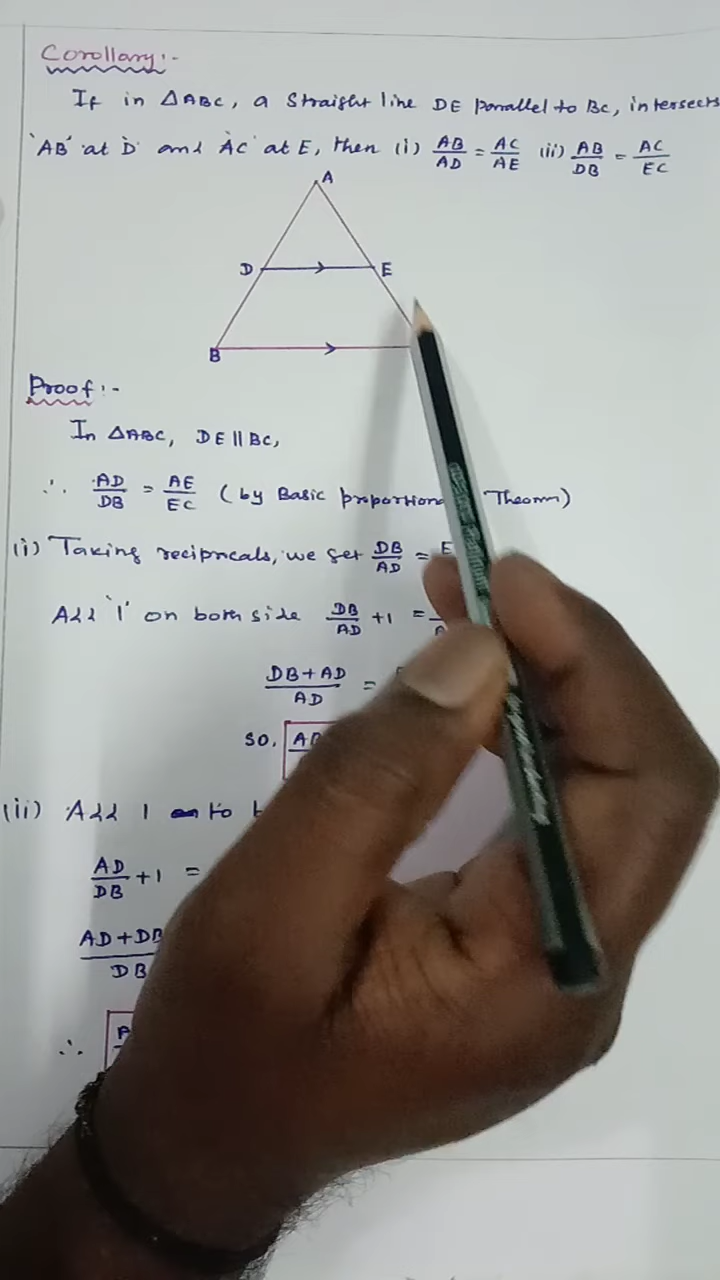 Corollary:-
If in △ABC, a Straight line DE parallel to BC, intersects
'AB' at D and AC at E, then (i) AB/AD = AC/AE (ii) AB/DB = AC/EC
A
D E
B
Proof:-
In △ABC, DE || BC,
∴ AD/DB = AE/EC (by Basic Theorm)
(i) Taking reciprocals, we get DB/AD =
Add '1' on both side DB/AD +1 =
DB+AD/AD =
SO,
(ii) Add 1 to
AD/DB +1 =
AD+DB/DB
∴